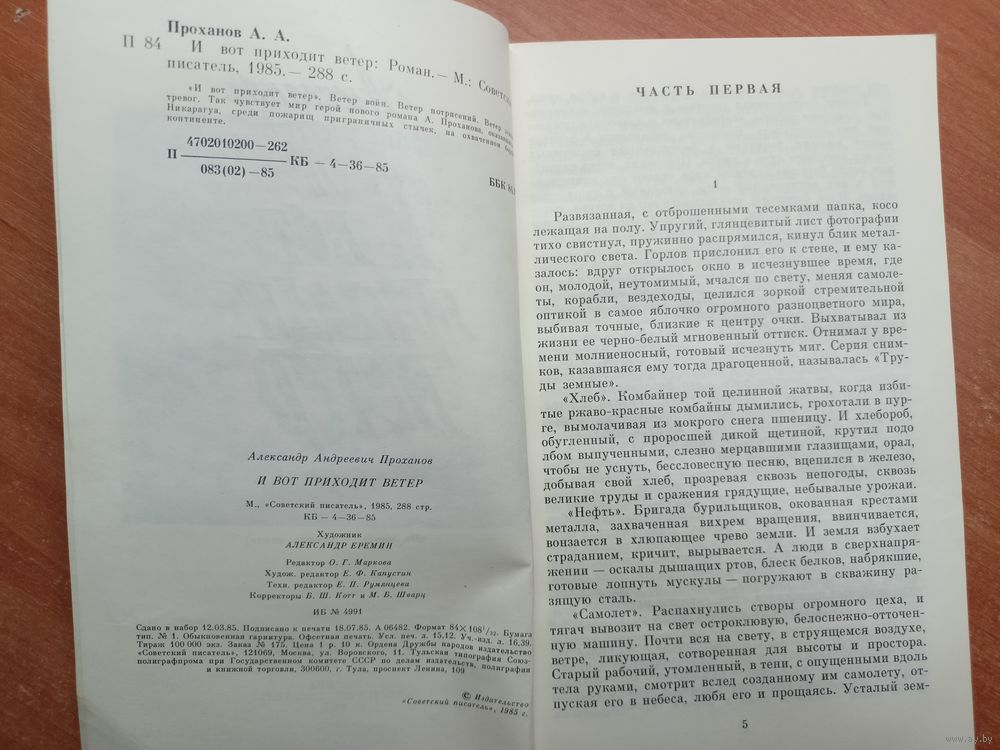 Проханов А. А.
П 84 И вот приходит ветер: Роман.— М.: Советск
писатель, 1985.— 288 с.
«И вот приходит ветер». Ветер войн. Ветер потрясений. Ветер
тревог. Так чувствует мир герой нового романа А. Проханова,
Никарагуа, среди пожарищ приграничных стычек, на охваченном
континенте.
4702010200—262
П КБ — 4—36—85
083(02)—85
ББК 84.
Александр Андреевич Проханов
И ВОТ ПРИХОДИТ ВЕТЕР
М., «Советский писатель», 1985, 288 стр.
КБ — 4—36—85
Художник
АЛЕКСАНДР ЕРЕМИН
Редактор О. Г. Маркова
Худож. редактор Е. Ф. Капустин
Техн. редактор Е. П. Румянцева
Корректоры Б. Ш. Котт и М. Б. Шварц
ИБ № 4991
Сдано в набор 12.03.85. Подписано к печати 18.07.85. А 06482. Формат 84×108¹/₃₂. Бумага
тип. № 1. Обыкновенная гарнитура. Офсетная печать. Усл. печ. л. 15,12. Уч.-изд. л. 16,39.
Тираж 100 000 экз. Заказ № 175. Цена 1 р. 10 к. Ордена Дружбы народов издательство
«Советский писатель», 121069, Москва, ул. Воровского, 11. Тульская типография Союз-
полиграфпрома при Государственном комитете СССР по делам издательств, полиграфии
и книжной торговли, 300600, г. Тула, проспект Ленина, 109
© Издательство
«Советский писатель», 1985 г.
ЧАСТЬ ПЕРВАЯ
1
Развязанная, с отброшенными тесемками папка, косо
лежащая на полу. Упругий, глянцевитый лист фотографии
тихо свистнул, пружинно распрямился, кинул блик метал-
лического света. Горлов прислонил его к стене, и ему ка-
залось: вдруг открылось окно в исчезнувшее время, где
он, молодой, неутомимый, мчался по свету, меняя самоле-
ты, корабли, вездеходы, целился зоркой стремительной
оптикой в самое яблочко огромного разноцветного мира,
выбивая точные, близкие к центру очки. Выхватывал из
жизни ее черно-белый мгновенный оттиск. Отнимал у вре-
мени молниеносный, готовый исчезнуть миг. Серия сним-
ков, казавшаяся ему тогда драгоценной, называлась «Тру-
ды земные».
«Хлеб». Комбайнер той целинной жатвы, когда изби-
тые ржаво-красные комбайны дымились, грохотали в пур-
ге, вымолачивая из мокрого снега пшеницу. И хлебороб,
обугленный, с проросшей дикой щетиной, крутил подо
лбом выпученными, слезно мерцавшими глазищами, орал,
чтобы не уснуть, бессловесную песню, вцепился в железо,
добывая свой хлеб, прозревая сквозь непогоды, сквозь
великие труды и сражения грядущие, небывалые урожаи.
«Нефть». Бригада бурильщиков, окованная крестами
металла, захваченная вихрем вращения, ввинчивается,
вонзается в хлюпающее чрево земли. И земля взбухает
страданием, кричит, вырывается. А люди в сверхнапря-
жении — оскалы дышащих ртов, блеск белков, набрякшие,
готовые лопнуть мускулы — погружают в скважину ра-
зящую сталь.
«Самолет». Распахнулись створы огромного цеха, и
тягач вывозит на свет остроклювую, белоснежно-отточен-
ную машину. Почти вся на свету, в струящемся воздухе,
ветре, ликующая, сотворенная для высоты и простора.
Старый рабочий, утомленный, в тени, с опущенными вдоль
тела руками, смотрит вслед созданному им самолету, от-
пуская его в небеса, любя его и прощаясь. Усталый зем-
5
www.ay.by